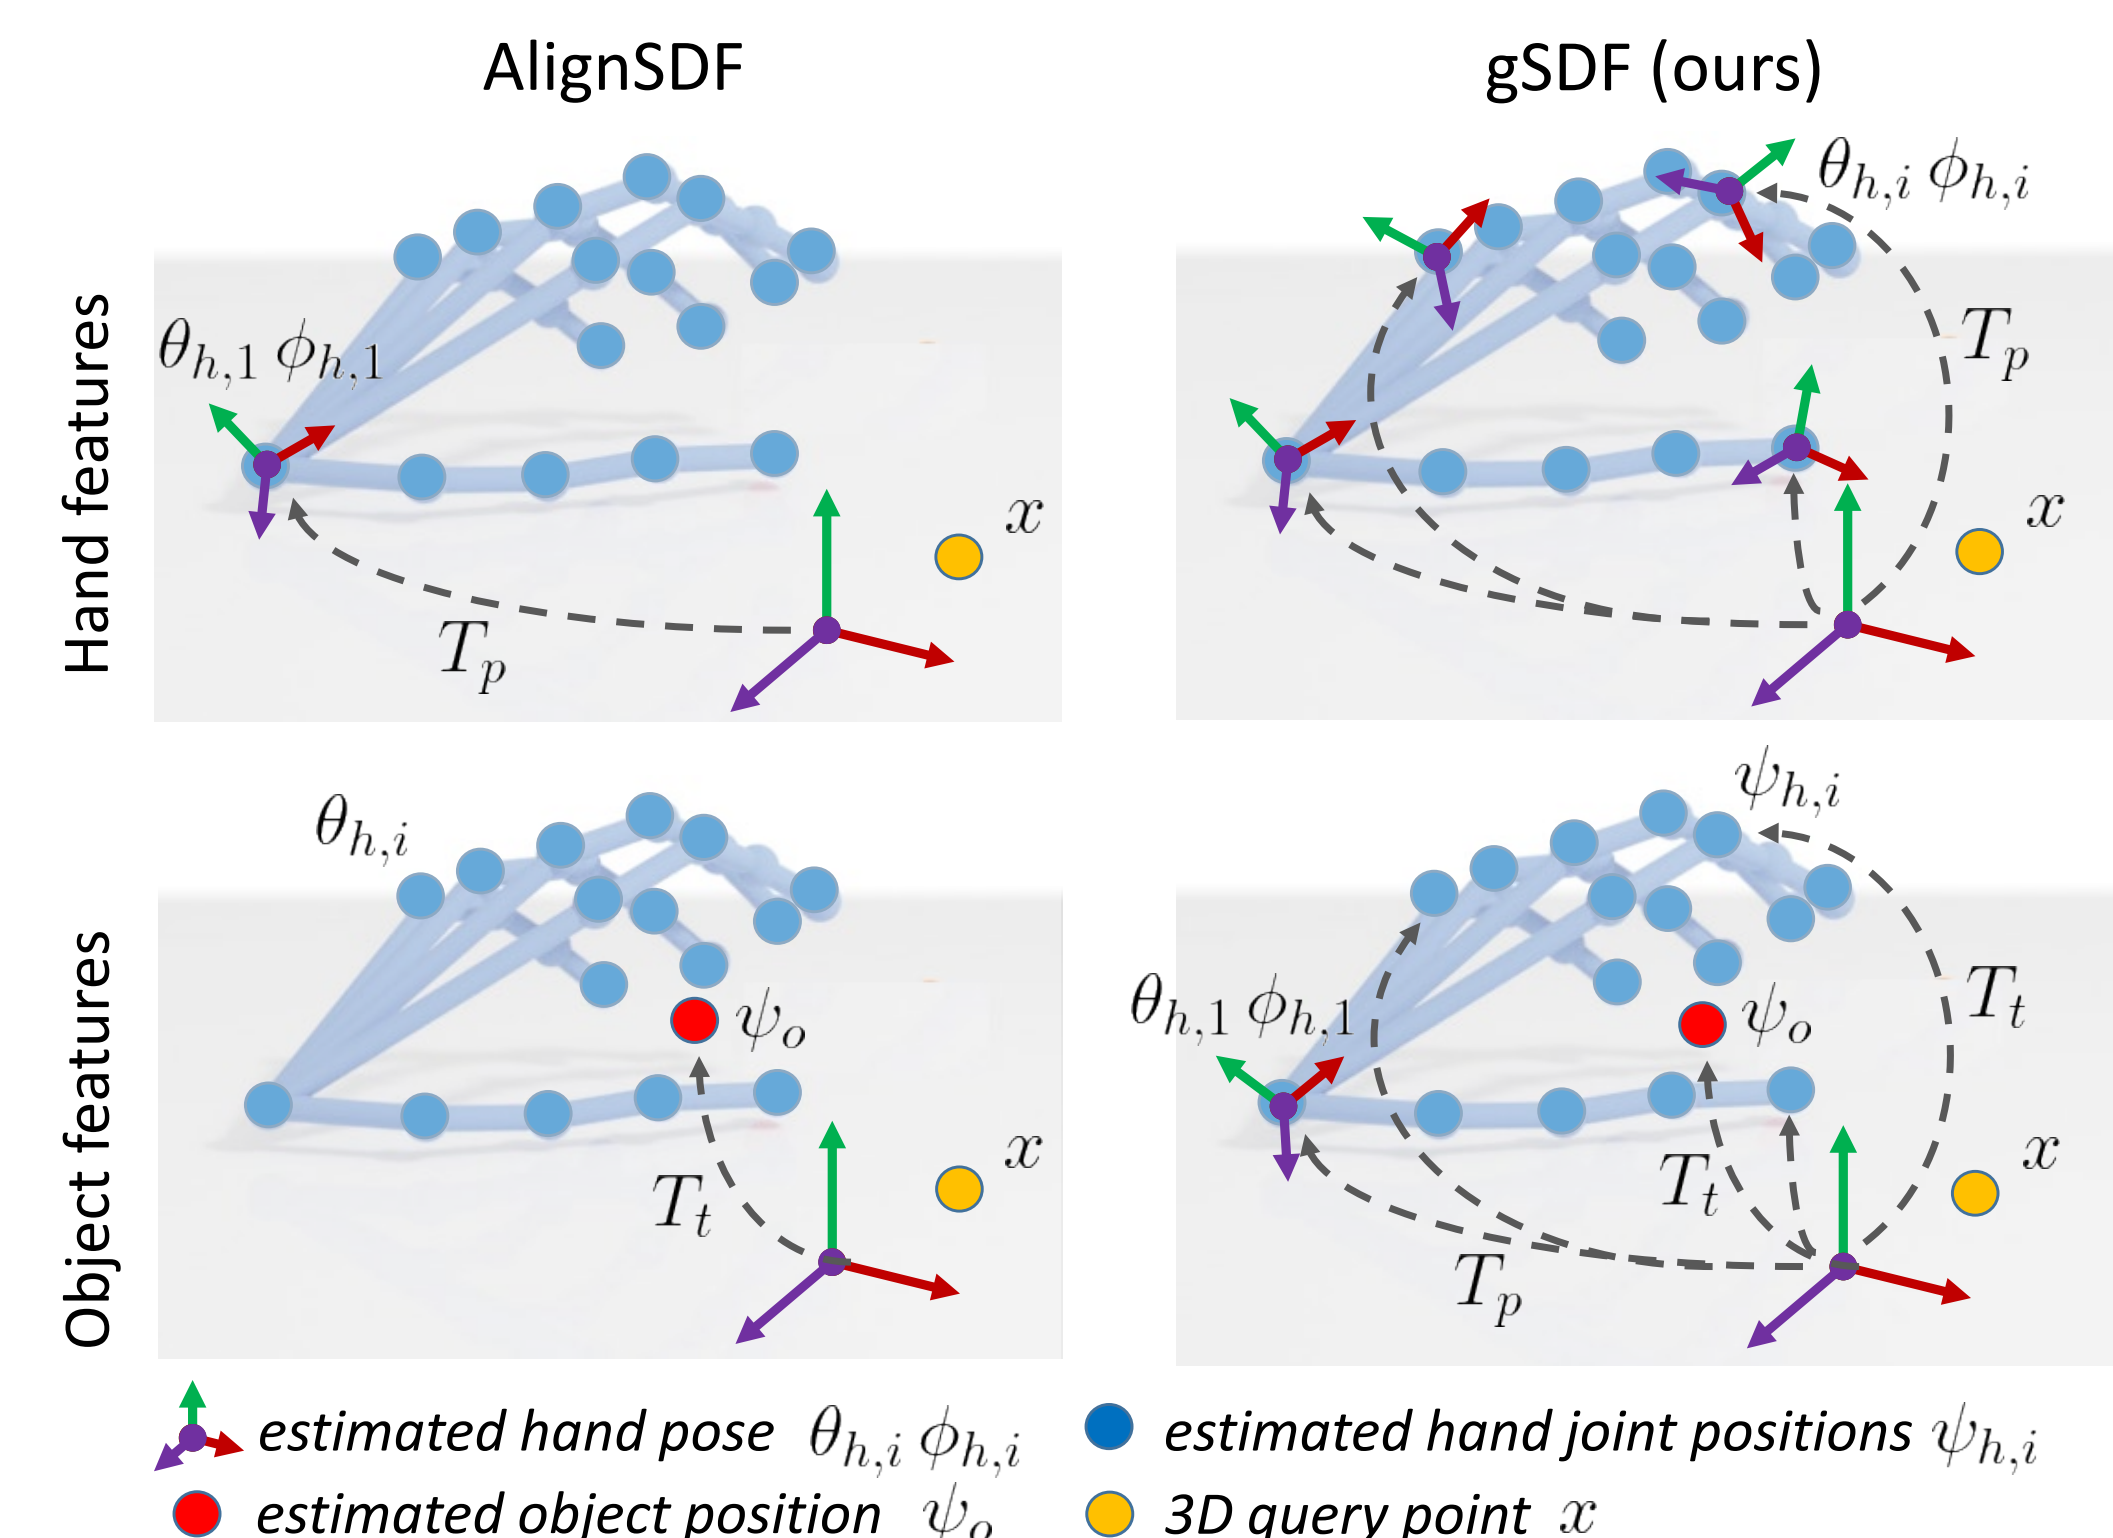 AlignSDF
gSDF (ours)
Hand features
θh,1 ϕh,1
Tp
x
θh,i ϕh,i
Tp
x
Object features
θh,i
ψo
Tt
x
ψh,i
θh,1 ϕh,1
ψo
Tt
Tt
Tp
x
estimated hand pose θh,i ϕh,i
estimated hand joint positions ψh,i
estimated object position ψo
3D query point x